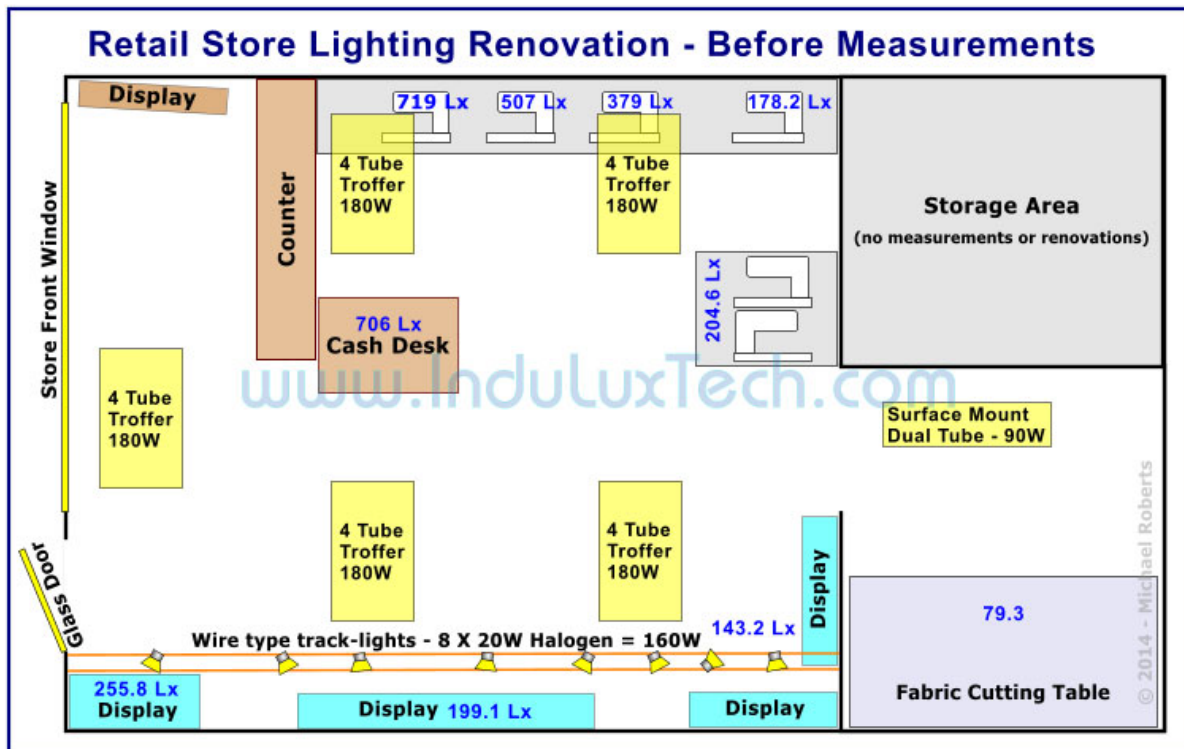 Retail Store Lighting Renovation - Before Measurements
Display
719 Lx
507 Lx
379 Lx
178.2 Lx
4 Tube
Troffer
180W
4 Tube
Troffer
180W
Counter
Storage Area
(no measurements or renovations)
Store Front Window
204.6 Lx
706 Lx
Cash Desk
www.InduLuxTech.com
4 Tube
Troffer
180W
Surface Mount
Dual Tube - 90W
4 Tube
Troffer
180W
4 Tube
Troffer
180W
Display
Glass Door
Wire type track-lights - 8 X 20W Halogen = 160W
143.2 Lx
79.3
255.8 Lx
Display
Display 199.1 Lx
Display
Fabric Cutting Table
© 2014 - Michael Roberts